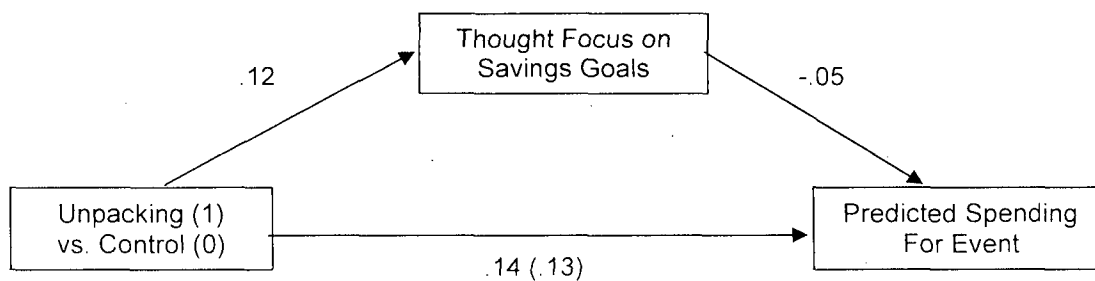 Thought Focus on
Savings Goals
.12
-.05
Unpacking (1)
vs. Control (0)
Predicted Spending
For Event
.14 (.13)